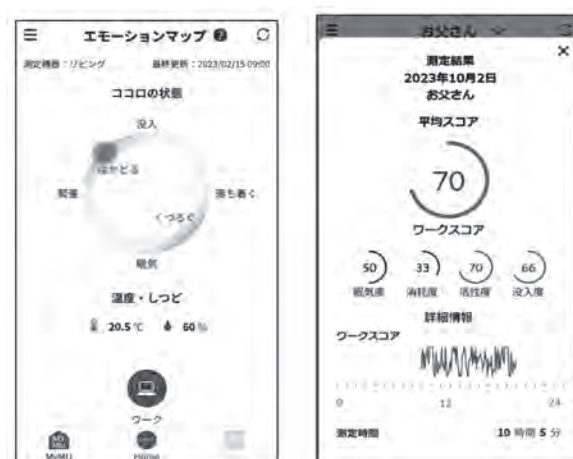 エモーションマップ ?
測定機器：リビング 最終更新：2023/02/15 09:00
ココロの状態
没入
はかどる
緊張
落ち着く
くつろぐ
眠気
温度・しつど
20.5 ℃ 60 %
ワーク
MyMU
Home
お父さん
測定結果
2023年10月2日
お父さん
平均スコア
70
ワークスコア
50 33 70 66
眠気度 消耗度 活性度 没入度
詳細情報
ワークスコア
0 12 24
測定時間 10 時間 5 分